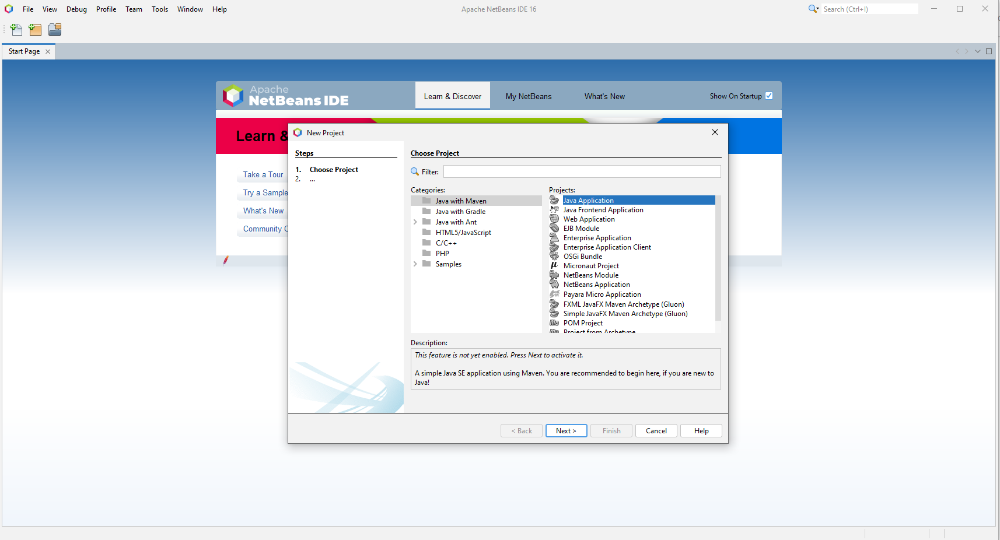 File View Debug Profile Team Tools Window Help
Apache NetBeans IDE 16
Search (Ctrl+I)
Start Page
Apache
NetBeans IDE
Learn & Discover
My NetBeans
What's New
Show On Startup
Learn &
Take a Tour
Try a Sample
What's New
Community
New Project
Steps
1. Choose Project
2. ...
Choose Project
Filter:
Categories:
Java with Maven
Java with Gradle
Java with Ant
HTML5/JavaScript
C/C++
PHP
Samples
Projects:
Java Application
Java Frontend Application
Web Application
EJB Module
Enterprise Application
Enterprise Application Client
OSGi Bundle
Micronaut Project
NetBeans Module
NetBeans Application
Payara Micro Application
FXML JavaFX Maven Archetype (Gluon)
Simple JavaFX Maven Archetype (Gluon)
POM Project
Project from Archetype
Description:
This feature is not yet enabled. Press Next to activate it.
A simple Java SE application using Maven. You are recommended to begin here, if you are new to
Java!
< Back
Next >
Finish
Cancel
Help